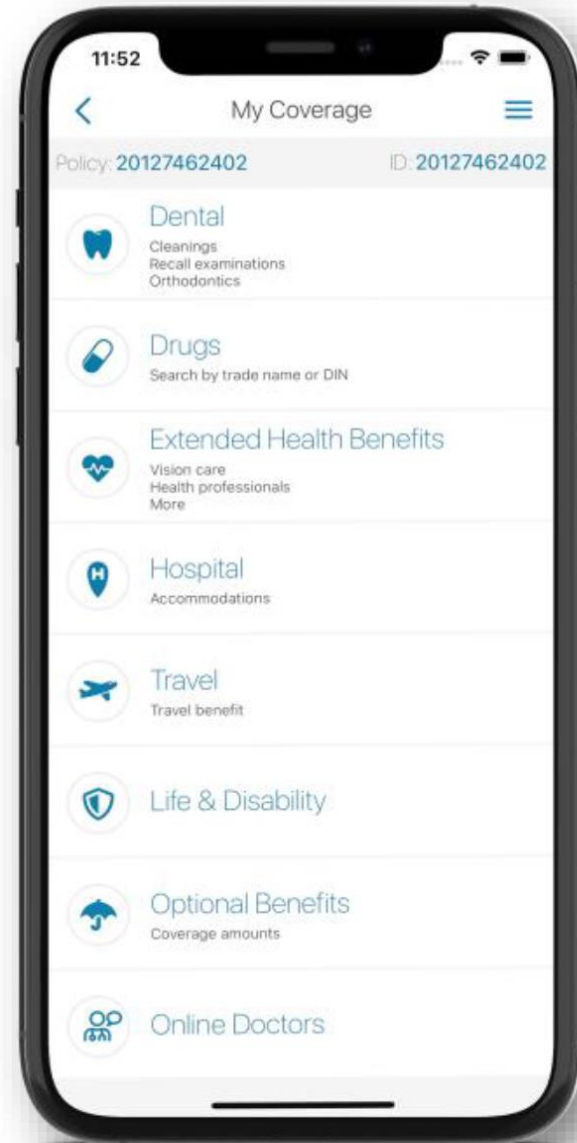 11:52
My Coverage
Policy: 20127462402 ID: 20127462402
Dental
Cleanings
Recall examinations
Orthodontics
Drugs
Search by trade name or DIN
Extended Health Benefits
Vision care
Health professionals
More
H
Hospital
Accommodations
Travel
Travel benefit
Life & Disability
Optional Benefits
Coverage amounts
Online Doctors